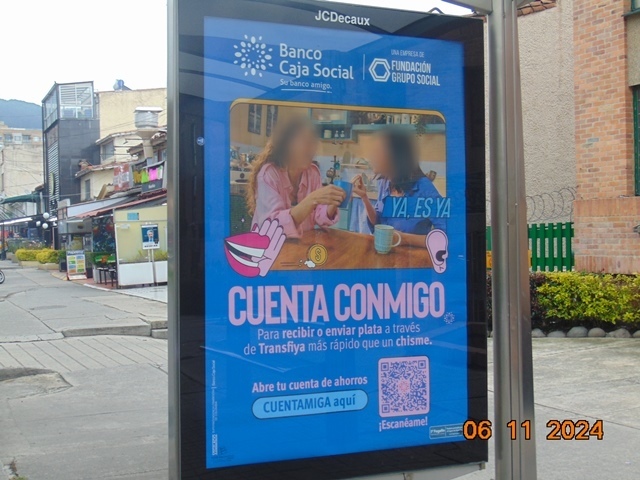 JCDecaux
Banco
Caja Social
Su banco amigo.
UNA EMPRESA DE
FUNDACIÓN
GRUPO SOCIAL
YA, ES YA
CUENTA CONMIGO
Para recibir o enviar plata a través
de Transfiya más rápido que un chisme.
Abre tu cuenta de ahorros
CUENTAMIGA aquí
¡Escanéame!
06 11 2024